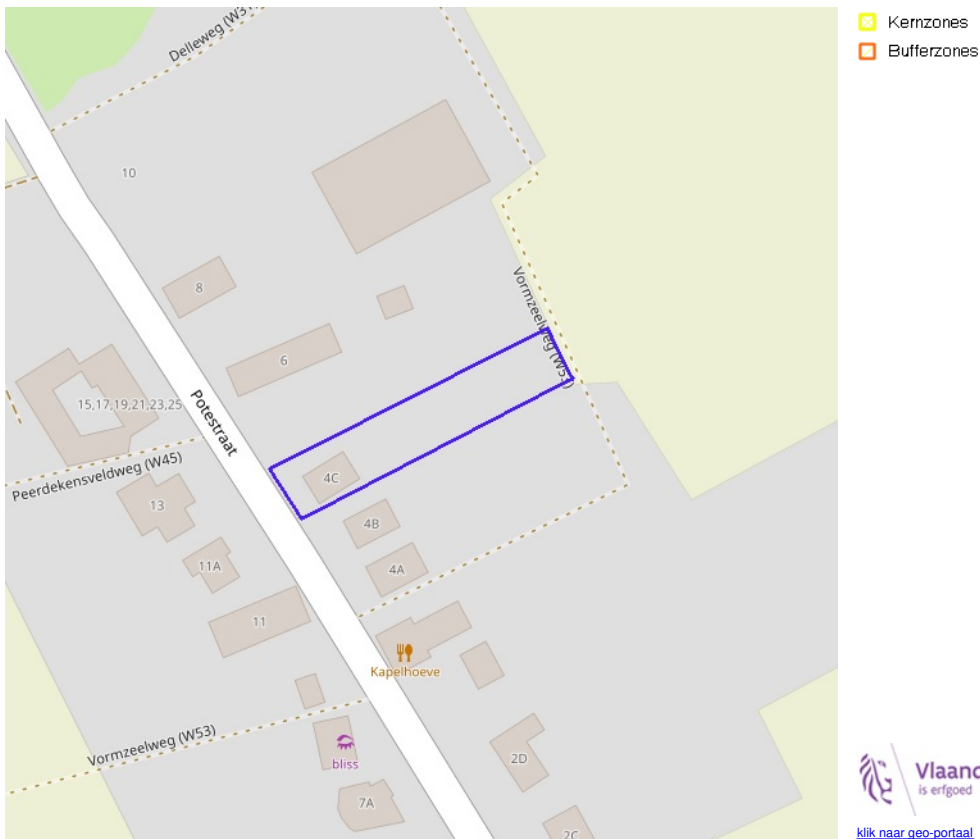 Kernzones
Bufferzones
Delleweg (W31)
10
8
Vormzeelweg (W53)
6
15,17,19,21,23,25
Potestraat
Peerdekensveldweg (W45)
4C
13
4B
11A
4A
11
Kapelhoeve
Vormzeelweg (W53)
bliss
2D
7A
2C
Vlaand
is erfgoed
klik naar geo-portaal